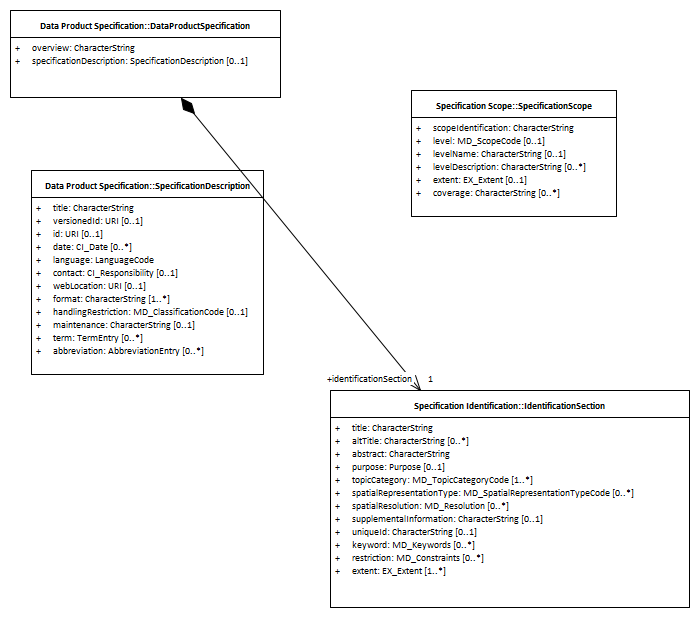 Data Product Specification::DataProductSpecification
+ overview: CharacterString
+ specificationDescription: SpecificationDescription [0..1]
Specification Scope::SpecificationScope
+ scopeIdentification: CharacterString
+ level: MD_ScopeCode [0..1]
+ levelName: CharacterString [0..1]
+ levelDescription: CharacterString [0..*]
+ extent: EX_Extent [0..1]
+ coverage: CharacterString [0..*]
Data Product Specification::SpecificationDescription
+ title: CharacterString
+ versionedId: URI [0..1]
+ id: URI [0..1]
+ date: CI_Date [0..*]
+ language: LanguageCode
+ contact: CI_Responsibility [0..1]
+ webLocation: URI [0..1]
+ format: CharacterString [1..*]
+ handlingRestriction: MD_ClassificationCode [0..1]
+ maintenance: CharacterString [0..1]
+ term: TermEntry [0..*]
+ abbreviation: AbbreviationEntry [0..*]
+identificationSection 1
Specification Identification::IdentificationSection
+ title: CharacterString
+ altTitle: CharacterString [0..*]
+ abstract: CharacterString
+ purpose: Purpose [0..1]
+ topicCategory: MD_TopicCategoryCode [1..*]
+ spatialRepresentationType: MD_SpatialRepresentationTypeCode [0..*]
+ spatialResolution: MD_Resolution [0..*]
+ supplementalInformation: CharacterString [0..1]
+ uniqueId: CharacterString [0..1]
+ keyword: MD_Keywords [0..*]
+ restriction: MD_Constraints [0..*]
+ extent: EX_Extent [1..*]